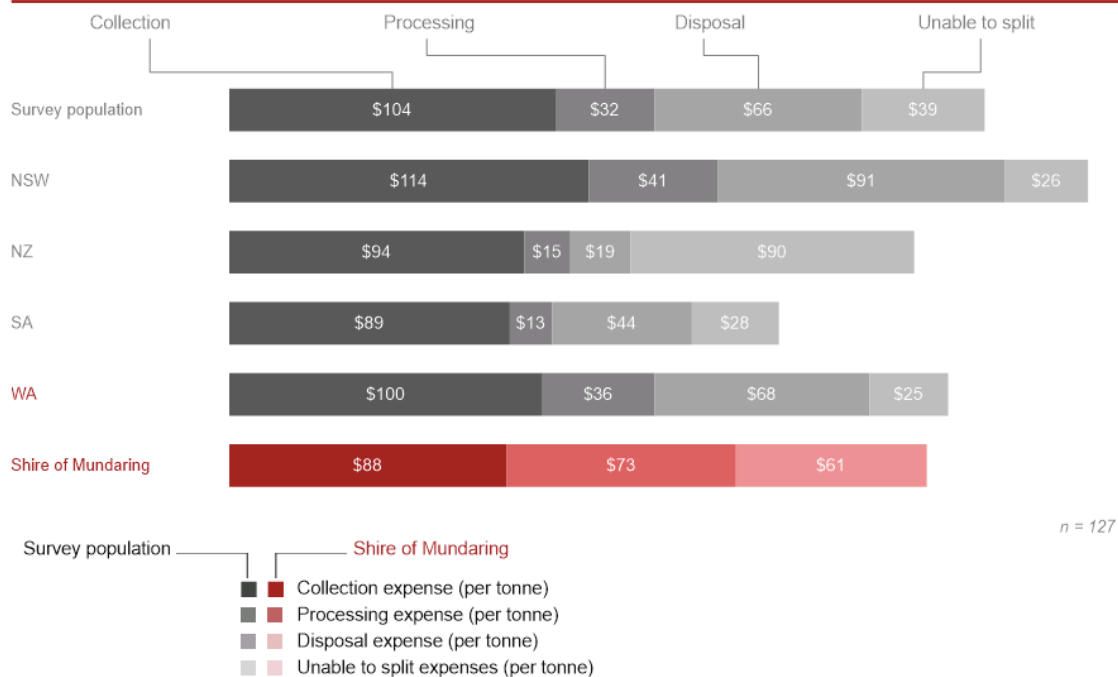 Collection Processing Disposal Unable to split
Survey population $104 $32 $66 $39
NSW $114 $41 $91 $26
NZ $94 $15 $19 $90
SA $89 $13 $44 $28
WA $100 $36 $68 $25
Shire of Mundaring $88 $73 $61
n = 127
Survey population Shire of Mundaring
Collection expense (per tonne)
Processing expense (per tonne)
Disposal expense (per tonne)
Unable to split expenses (per tonne)